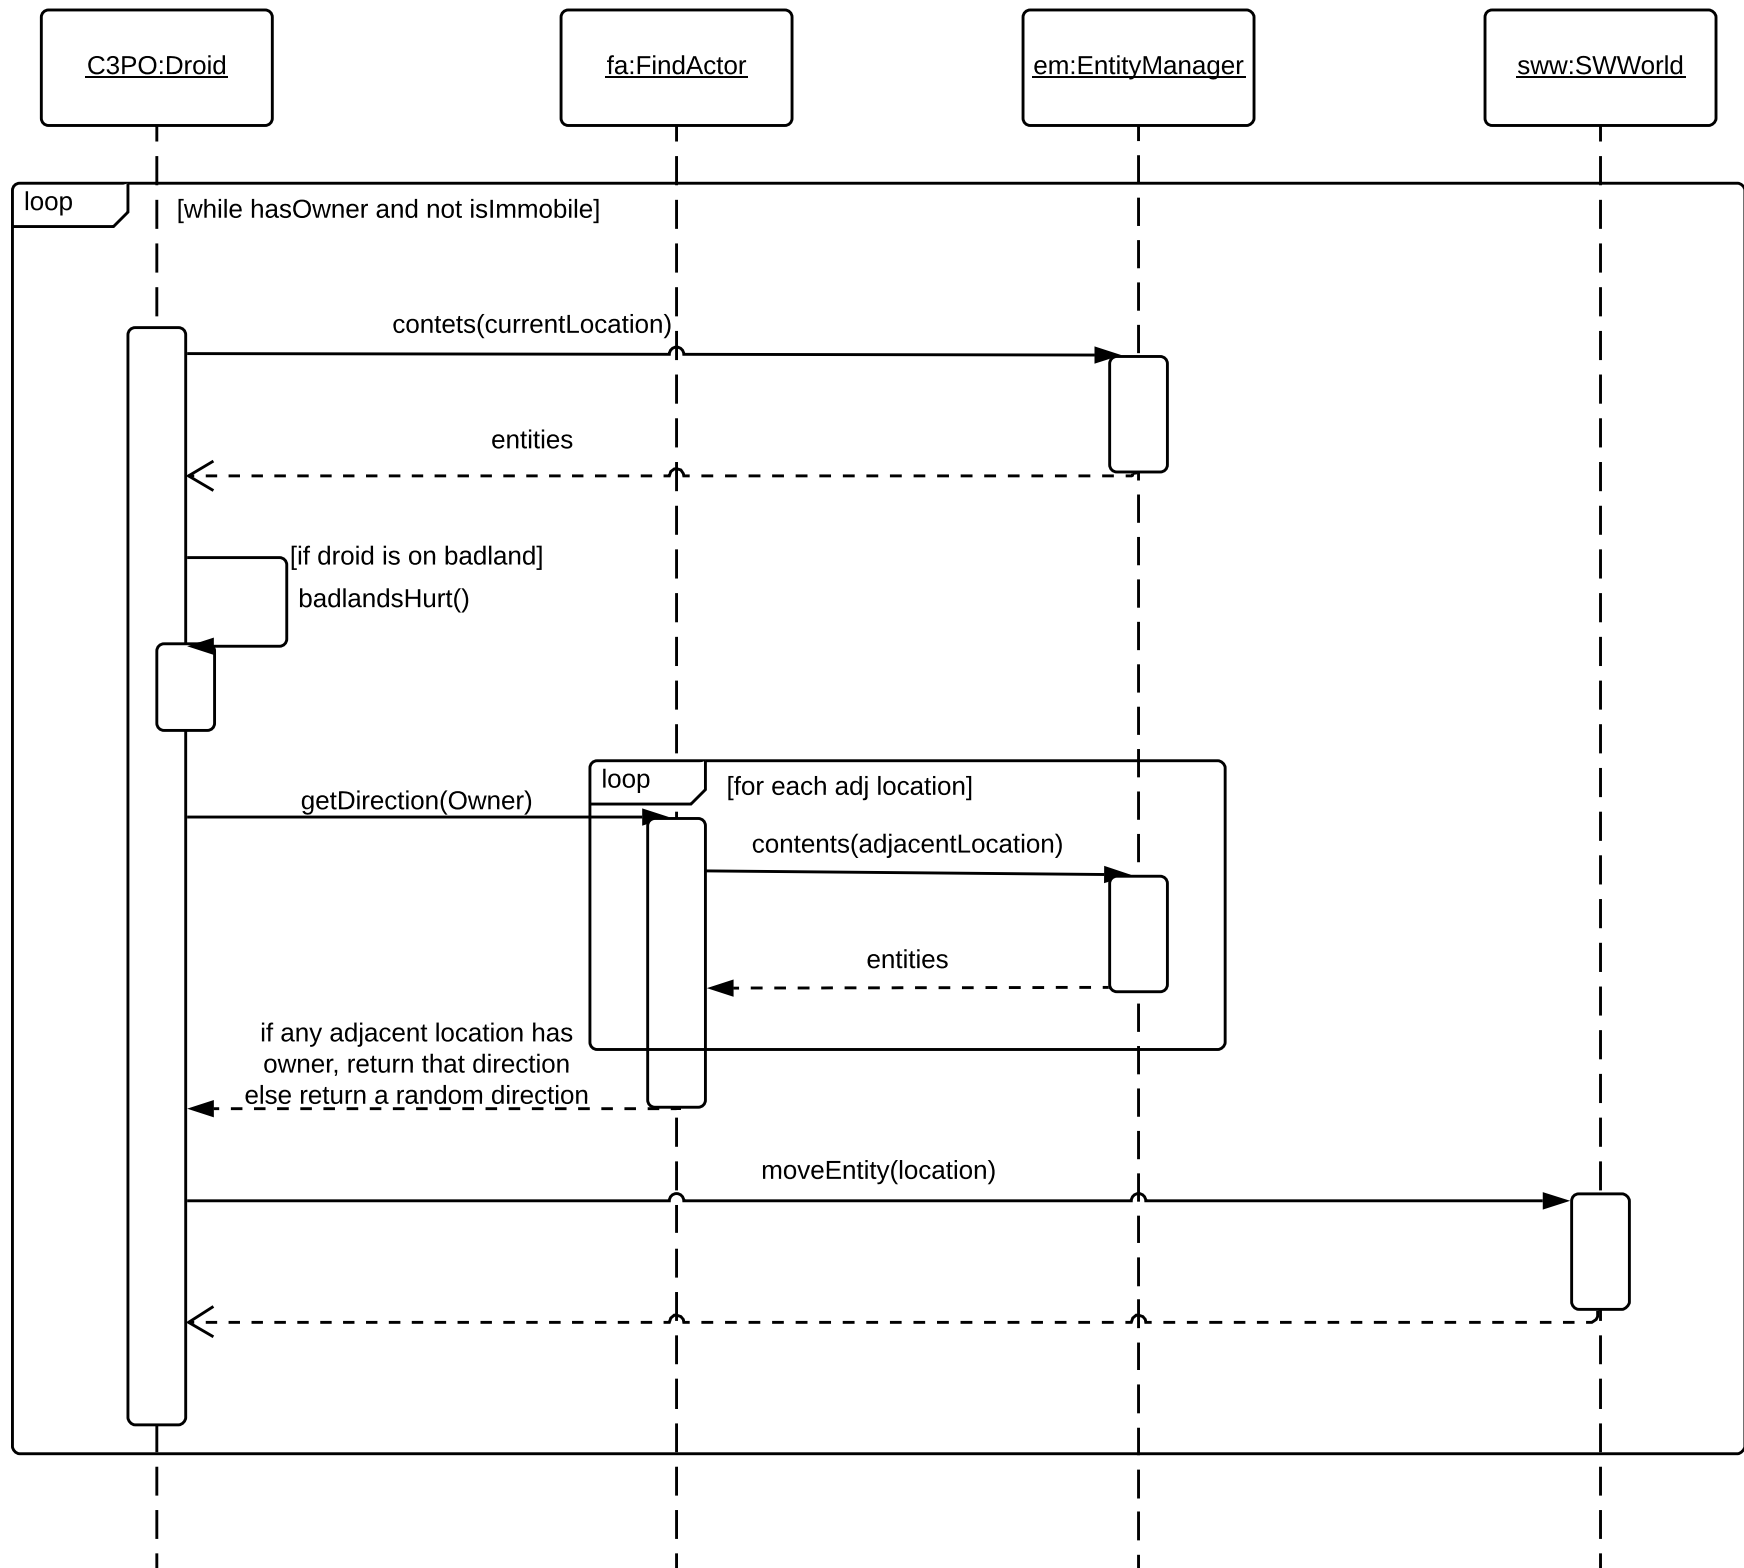 C3PO:Droid
fa:FindActor
em:EntityManager
sww:SWWorld
loop
[while hasOwner and not isImmobile]
contets(currentLocation)
entities
[if droid is on badland]
badlandsHurt()
loop
[for each adj location]
getDirection(Owner)
contents(adjacentLocation)
entities
if any adjacent location has
owner, return that direction
else return a random direction
moveEntity(location)